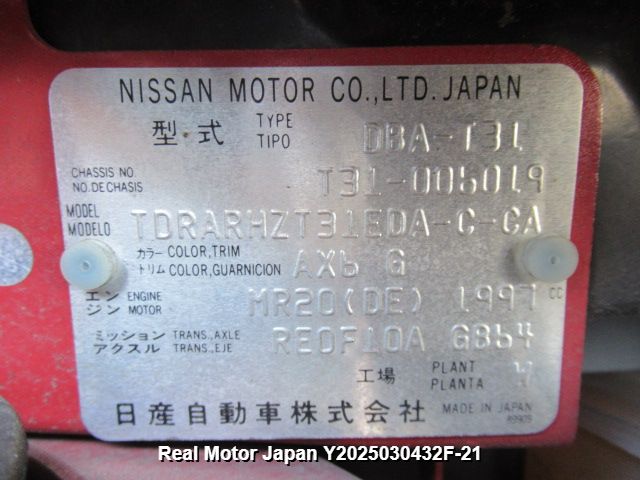 NISSAN MOTOR CO.,LTD. JAPAN
型式 TYPE TIPO DBA-T31
CHASSIS NO. NO. DE CHASIS T31-005019
MODEL MODELO TDRARHZT31EDA-C-CA
カラー COLOR,TRIM
トリム COLOR,GUARNICION AX6 G
エンジン ENGINE MOTOR MR20(DE) 1997 CC
ミッション TRANS.,AXLE
アクスル TRANS.,EJE RE0F10A GB54
工場 PLANT PLANTA
日産自動車株式会社 MADE IN JAPAN
Real Motor Japan Y2025030432F-21